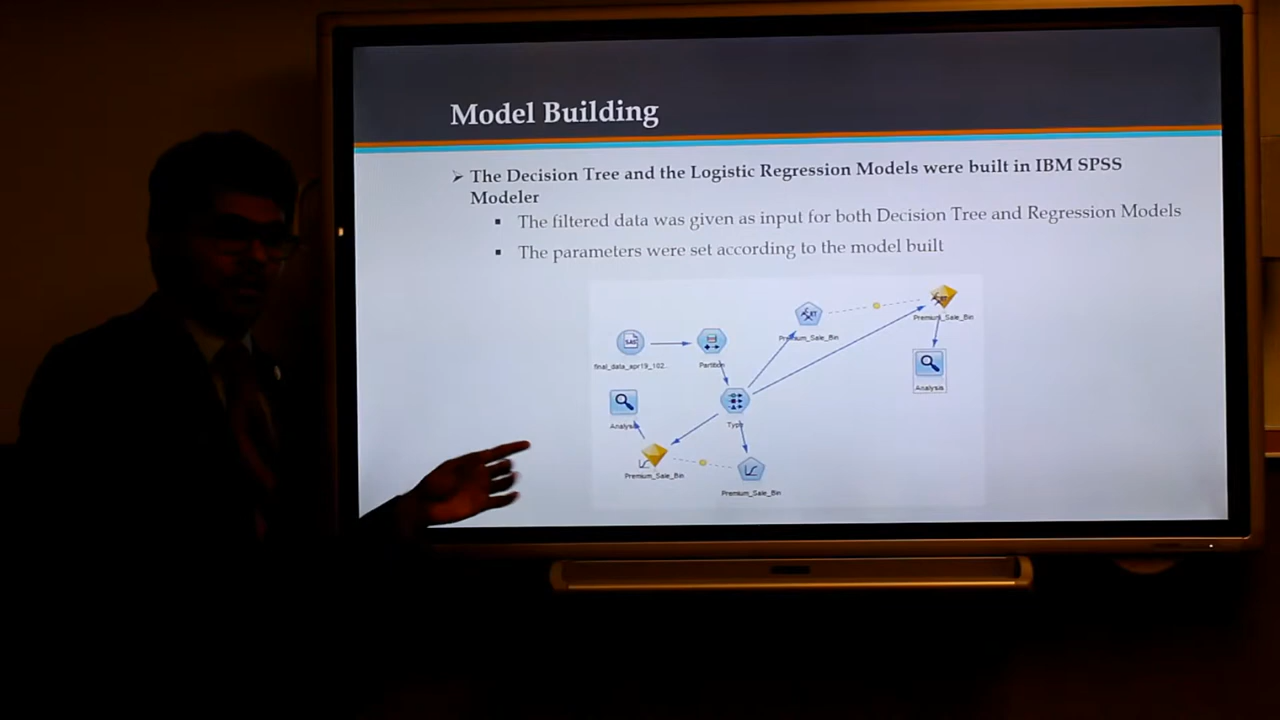 Model Building
The Decision Tree and the Logistic Regression Models were built in IBM SPSS
Modeler
The filtered data was given as input for both Decision Tree and Regression Models
The parameters were set according to the model built
Premium_Sale_Bin
Premium_Sale_Bin
SAS
final_data_apr19_102...
Partition
Analysis
Analysis
Type
Premium_Sale_Bin
Premium_Sale_Bin